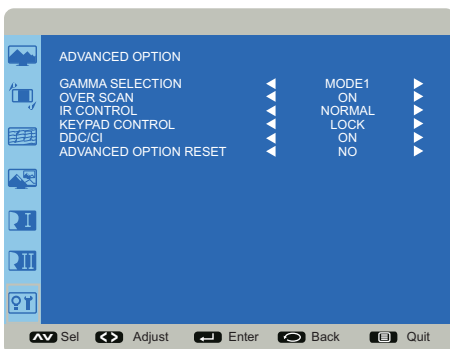 ADVANCED OPTION
GAMMA SELECTION MODE1
OVER SCAN ON
IR CONTROL NORMAL
KEYPAD CONTROL LOCK
DDC/CI ON
ADVANCED OPTION RESET NO
Sel Adjust Enter Back Quit